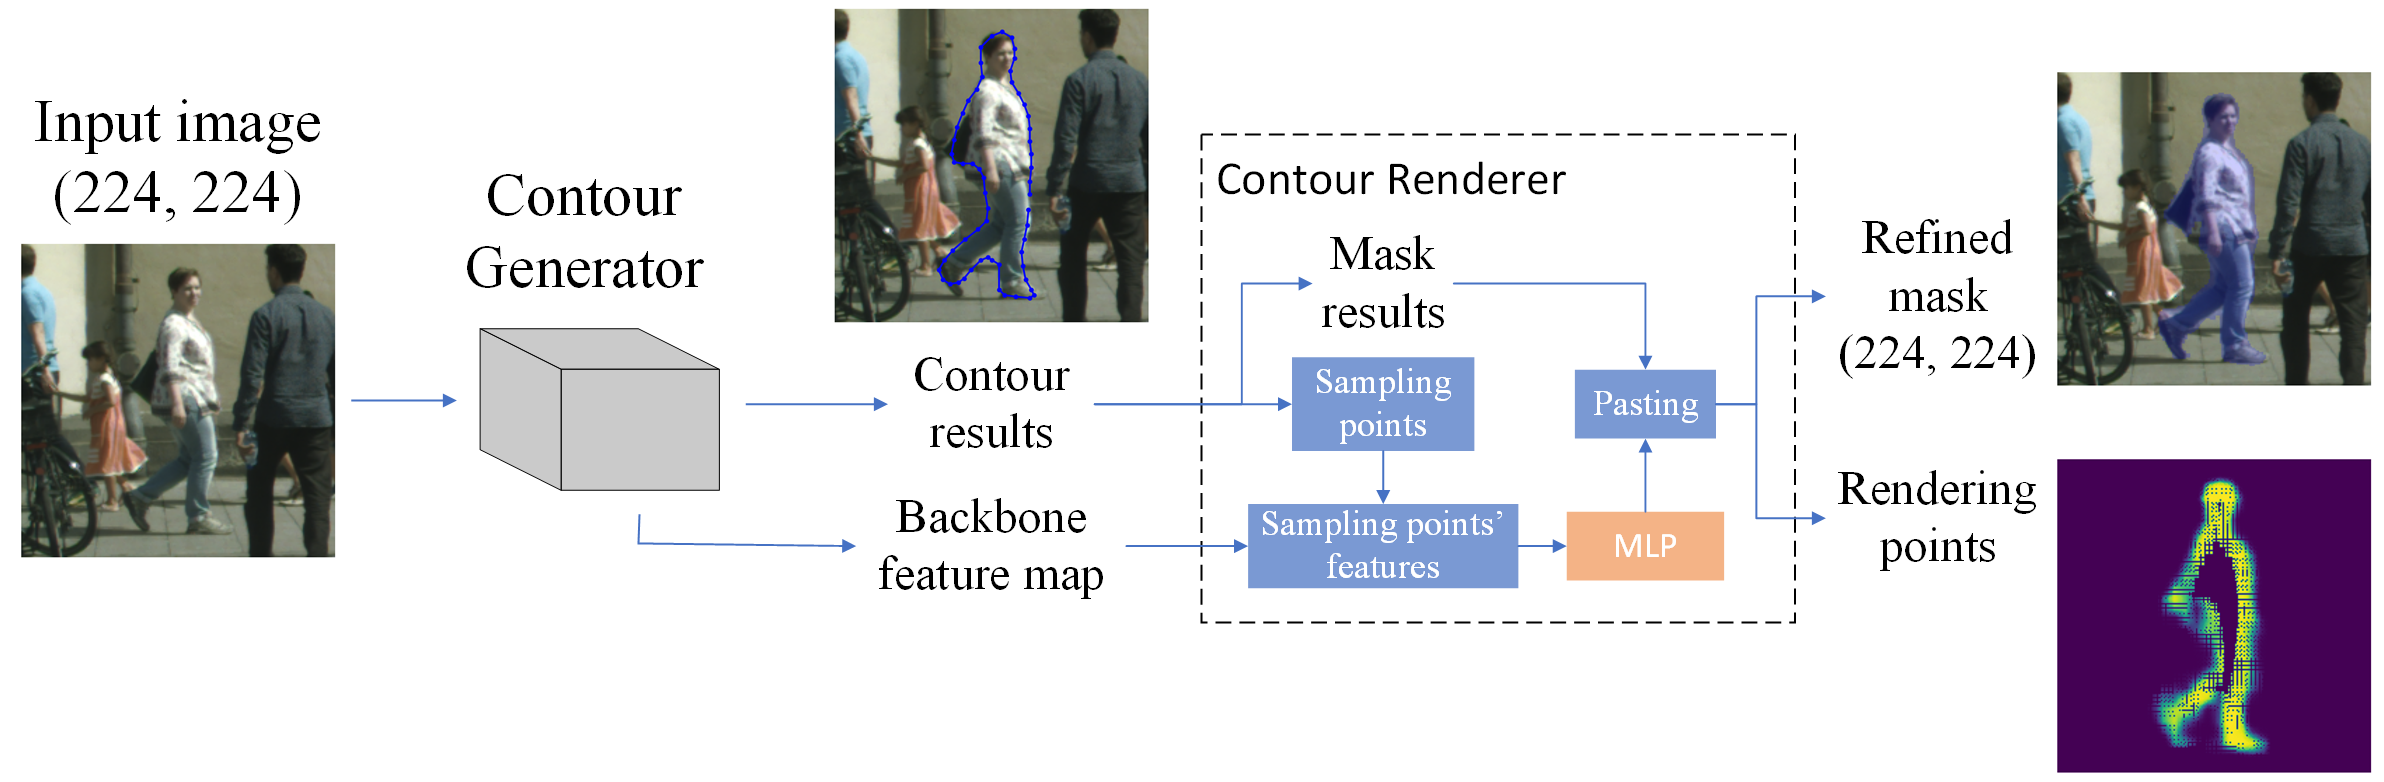 Input image
(224, 224)
Contour
Generator
Contour
results
Backbone
feature map
Contour Renderer
Mask
results
Sampling
points
Sampling points’
features
MLP
Pasting
Refined
mask
(224, 224)
Rendering
points